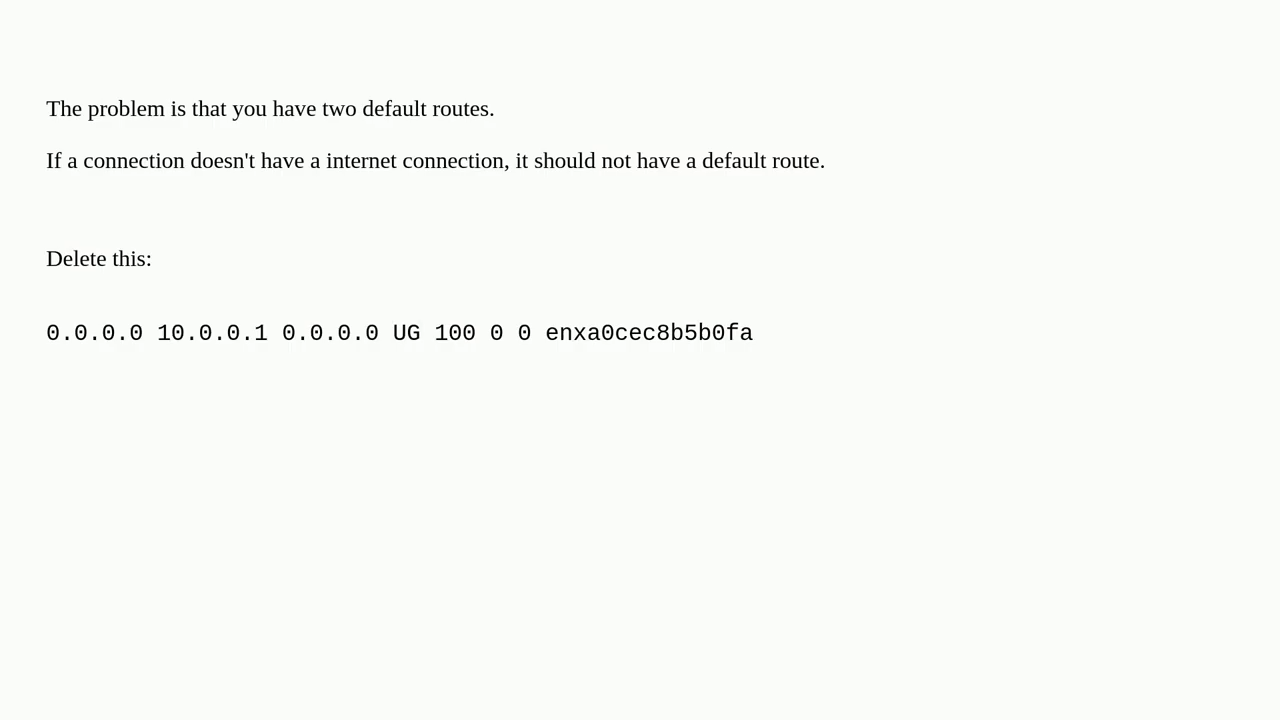 The problem is that you have two default routes.
If a connection doesn't have a internet connection, it should not have a default route.
Delete this:
0.0.0.0 10.0.0.1 0.0.0.0 UG 100 0 0 enxa0cec8b5b0fa